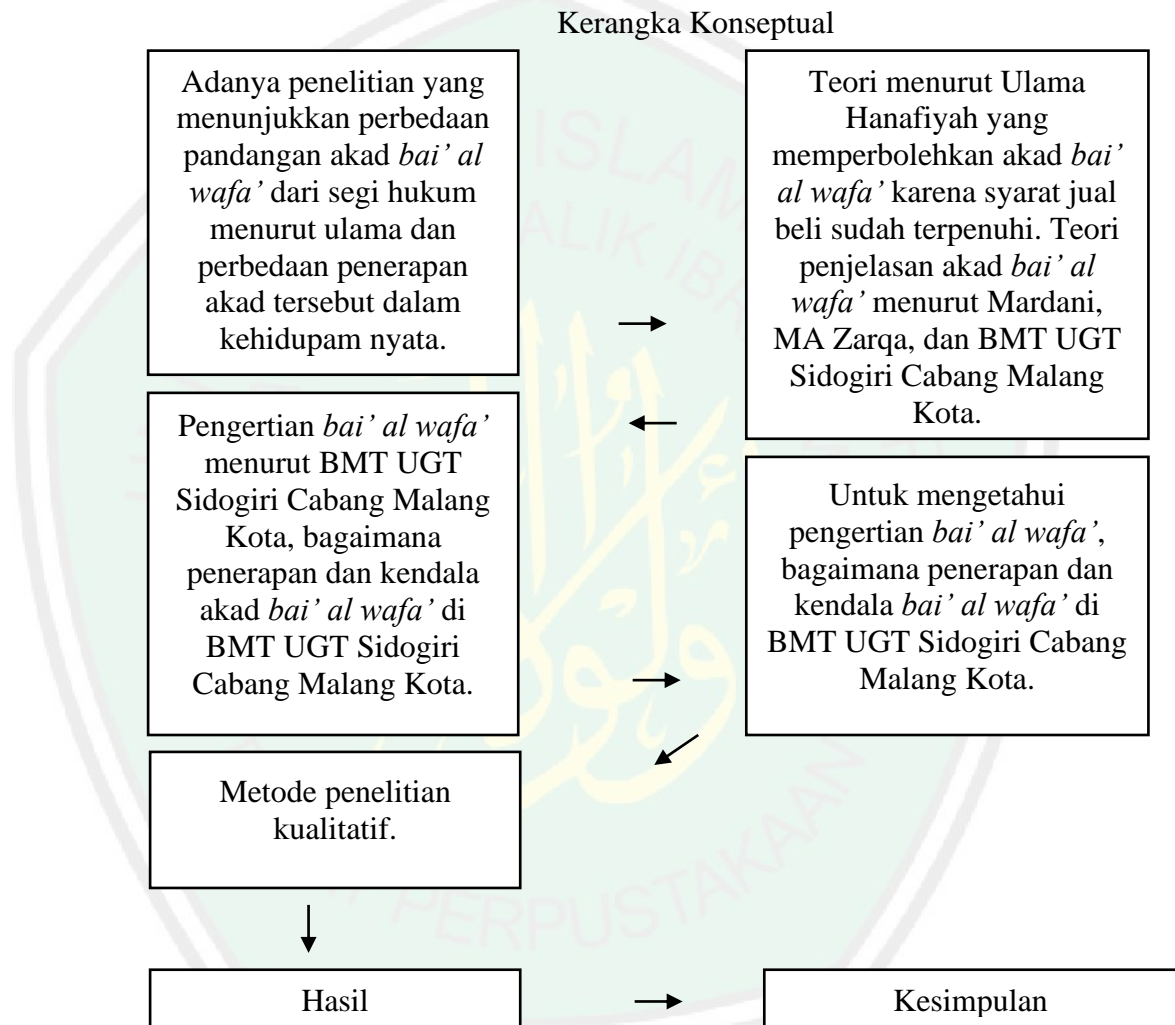 Kerangka Konseptual
Adanya penelitian yang
menunjukkan perbedaan
pandangan akad bai’ al
wafa’ dari segi hukum
menurut ulama dan
perbedaan penerapan
akad tersebut dalam
kehidupam nyata.
Teori menurut Ulama
Hanafiyah yang
memperbolehkan akad bai’
al wafa’ karena syarat jual
beli sudah terpenuhi. Teori
penjelasan akad bai’ al
wafa’ menurut Mardani,
MA Zarqa, dan BMT UGT
Sidogiri Cabang Malang
Kota.
Pengertian bai’ al wafa’
menurut BMT UGT
Sidogiri Cabang Malang
Kota, bagaimana
penerapan dan kendala
akad bai’ al wafa’ di
BMT UGT Sidogiri
Cabang Malang Kota.
Untuk mengetahui
pengertian bai’ al wafa’,
bagaimana penerapan dan
kendala bai’ al wafa’ di
BMT UGT Sidogiri Cabang
Malang Kota.
Metode penelitian
kualitatif.
Hasil
Kesimpulan
PERPUSTAKAAN